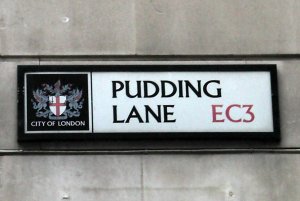 PUDDING
LANE EC3
CITY OF LONDON